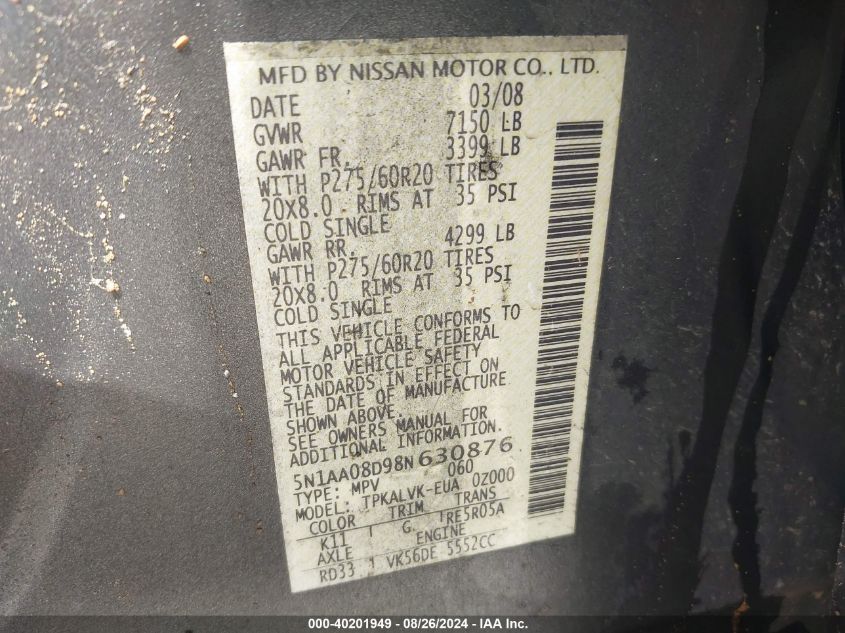 MFD BY NISSAN MOTOR CO., LTD.
DATE 03/08
GVWR 7150 LB
GAWR FR. 3399 LB
WITH P275/60R20 TIRES
20X8.0 RIMS AT 35 PSI
COLD SINGLE
GAWR RR. 4299 LB
WITH P275/60R20 TIRES
20X8.0 RIMS AT 35 PSI
COLD SINGLE
THIS VEHICLE CONFORMS TO
ALL APPLICABLE FEDERAL
MOTOR VEHICLE SAFETY
STANDARDS IN EFFECT ON
THE DATE OF MANUFACTURE
SHOWN ABOVE.
SEE OWNERS MANUAL FOR
ADDITIONAL INFORMATION.
5N1AA08D98N630876
TYPE: MPV 060
MODEL: TPKALVK-EUA 0Z000
COLOR TRIM TRANS
K11 G RE5R05A
AXLE ENGINE
RD33 VK56DE 5552CC
000-40201949 - 08/26/2024 - IAA Inc.